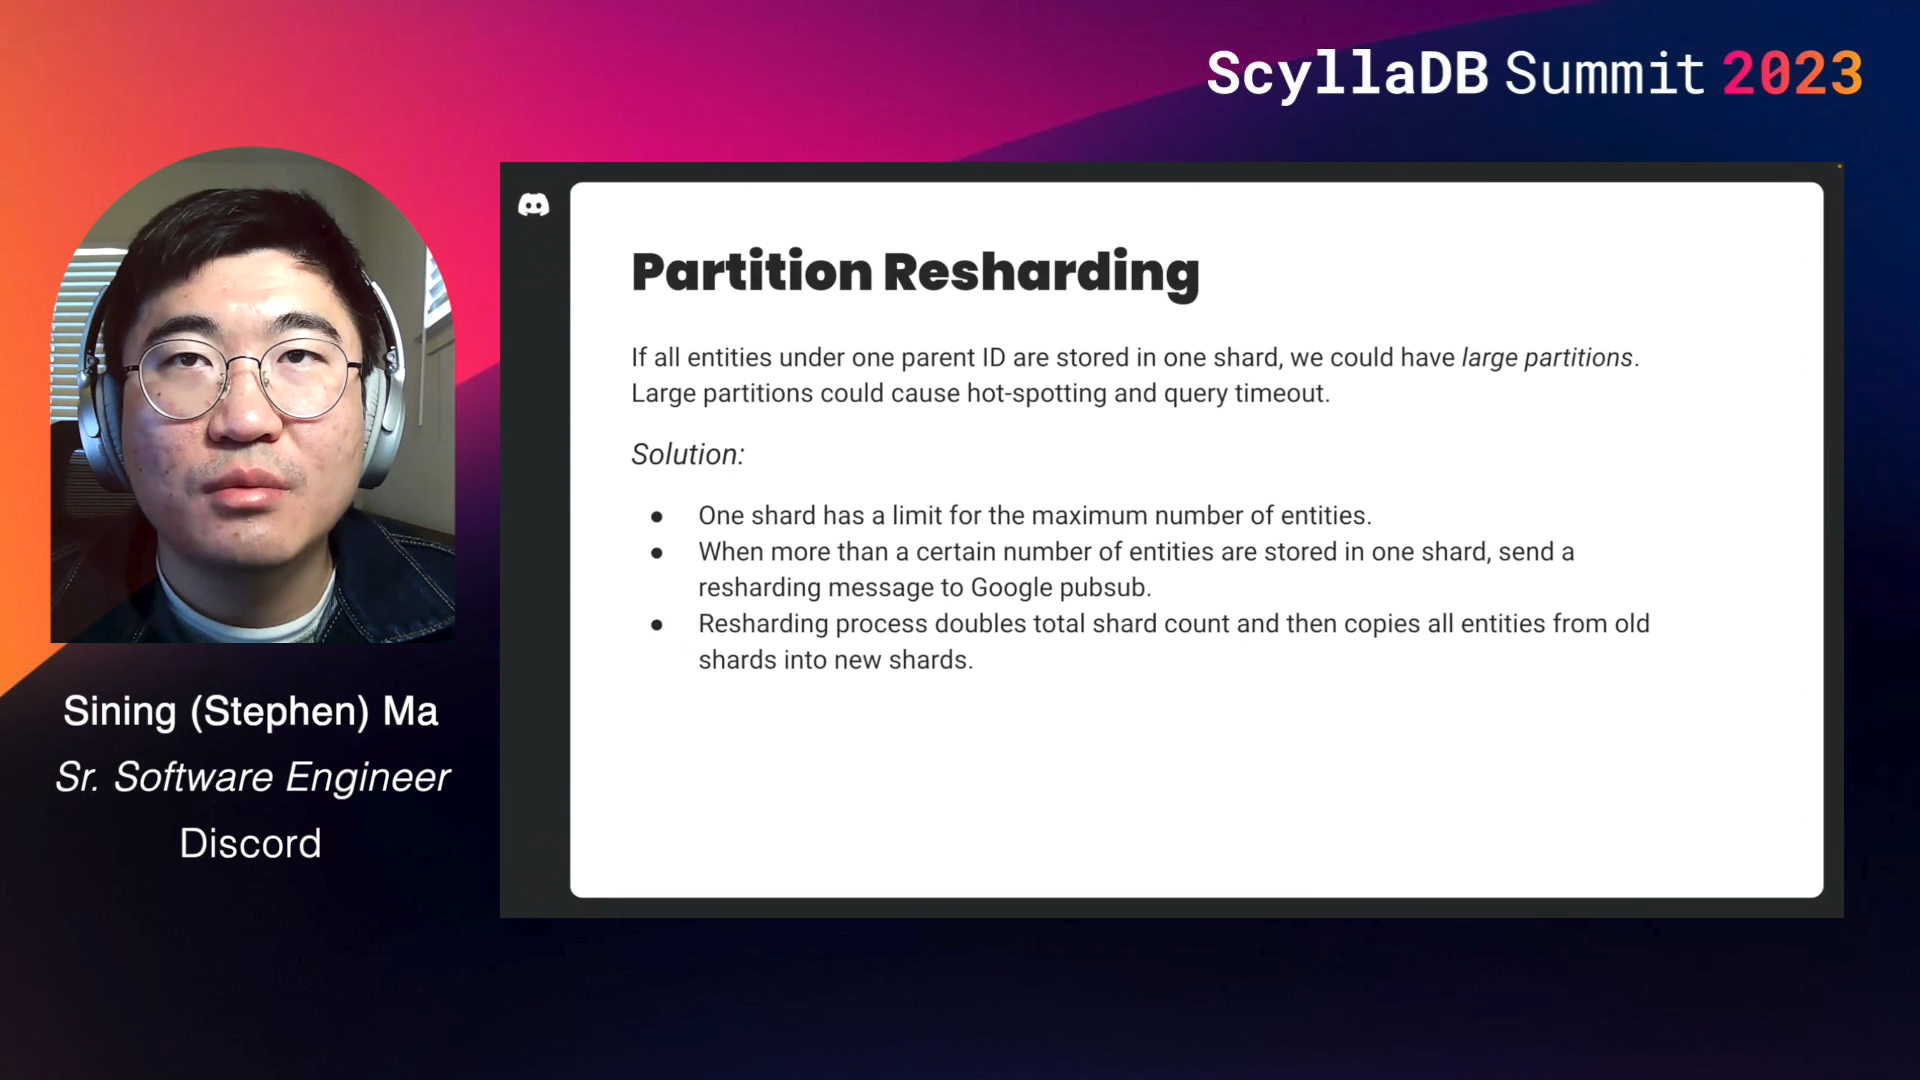 ScyllaDB Summit 2023
Partition Resharding
If all entities under one parent ID are stored in one shard, we could have large partitions.
Large partitions could cause hot-spotting and query timeout.
Solution:
● One shard has a limit for the maximum number of entities.
● When more than a certain number of entities are stored in one shard, send a
resharding message to Google pubsub.
● Resharding process doubles total shard count and then copies all entities from old
shards into new shards.
Sining (Stephen) Ma
Sr. Software Engineer
Discord